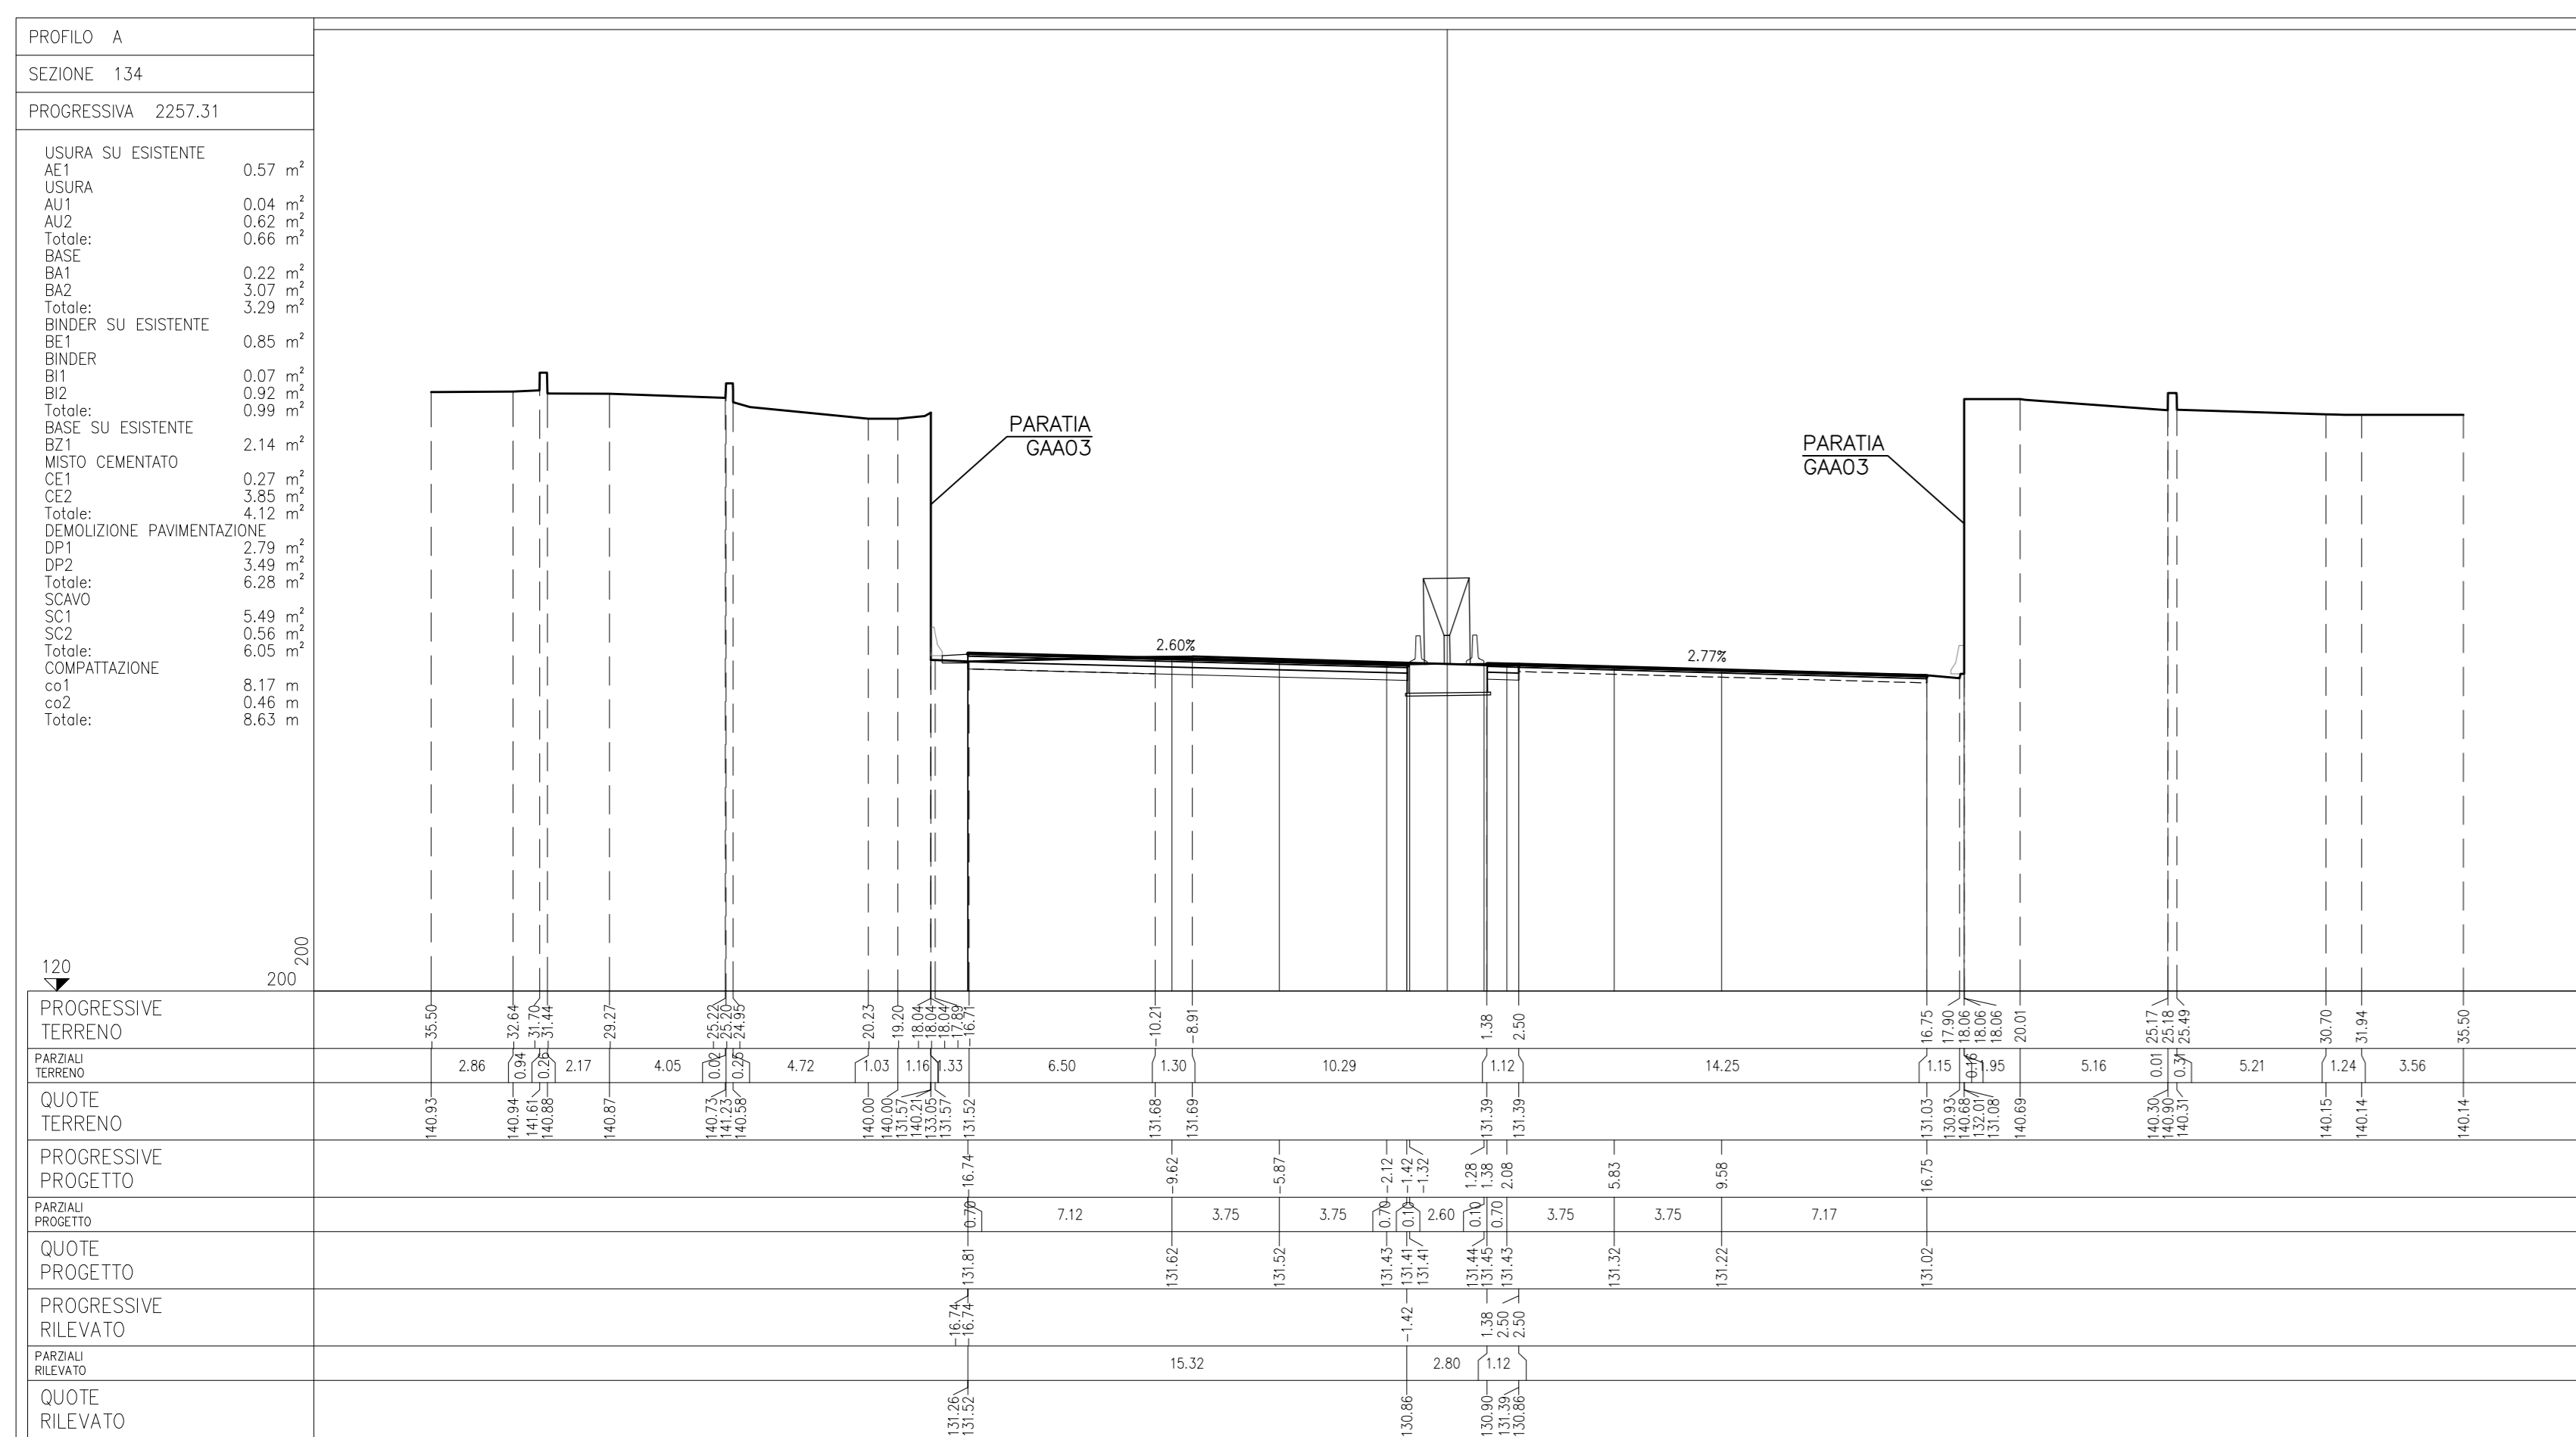 PROFILO A
SEZIONE 134
PROGRESSIVA 2257.31
USURA SU ESISTENTE
AE1 0.57 m²
USURA
AU1 0.04 m²
AU2 0.62 m²
Totale: 0.66 m²
BASE
BA1 0.22 m²
BA2 3.07 m²
Totale: 3.29 m²
BINDER SU ESISTENTE
BE1 0.85 m²
BINDER
BI1 0.07 m²
BI2 0.92 m²
Totale: 0.99 m²
BASE SU ESISTENTE
BZ1 2.14 m²
MISTO CEMENTATO
CE1 0.27 m²
CE2 3.85 m²
Totale: 4.12 m²
DEMOLIZIONE PAVIMENTAZIONE
DP1 2.79 m²
DP2 3.49 m²
Totale: 6.28 m²
SCAVO
SC1 5.49 m²
SC2 0.56 m²
Totale: 6.05 m²
COMPATTAZIONE
co1 8.17 m
co2 0.46 m
Totale: 8.63 m
PARATIA
GAA03
PARATIA
GAA03
2.60%
2.77%
120 200 200
PROGRESSIVE TERRENO -35.50 -32.64 -31.70 -31.44 -29.27 -25.22 -25.20 -24.95 -20.23 -19.20 -18.04 -18.04 -18.04 -17.89 -16.71 -10.21 -8.91 1.38 2.50 16.75 17.90 18.06 18.06 18.06 20.01 25.17 25.18 25.49 30.70 31.94 35.50
PARZIALI TERRENO 2.86 0.94 0.26 2.17 4.05 0.02 0.25 4.72 1.03 1.16 1.33 6.50 1.30 10.29 1.12 14.25 1.15 0.16 1.95 5.16 0.01 0.31 5.21 1.24 3.56
QUOTE TERRENO 140.93 140.94 141.61 140.88 140.87 140.73 141.23 140.58 140.00 140.00 131.57 140.21 133.05 131.57 131.52 131.68 131.69 131.39 131.39 131.03 130.93 140.68 132.01 131.08 140.69 140.30 140.90 140.31 140.15 140.14 140.14
PROGRESSIVE PROGETTO -16.74 -9.62 -5.87 -2.12 -1.42 -1.32 1.28 1.38 2.08 5.83 9.58 16.75
PARZIALI PROGETTO 0.70 7.12 3.75 3.75 0.70 0.10 2.60 0.10 0.70 3.75 3.75 7.17
QUOTE PROGETTO 131.81 131.62 131.52 131.43 131.41 131.41 131.44 131.45 131.43 131.32 131.22 131.02
PROGRESSIVE RILEVATO -16.74 -16.74 -1.42 1.38 2.50 2.50
PARZIALI RILEVATO 15.32 2.80 1.12
QUOTE RILEVATO 131.26 131.52 130.86 130.90 131.39 130.86